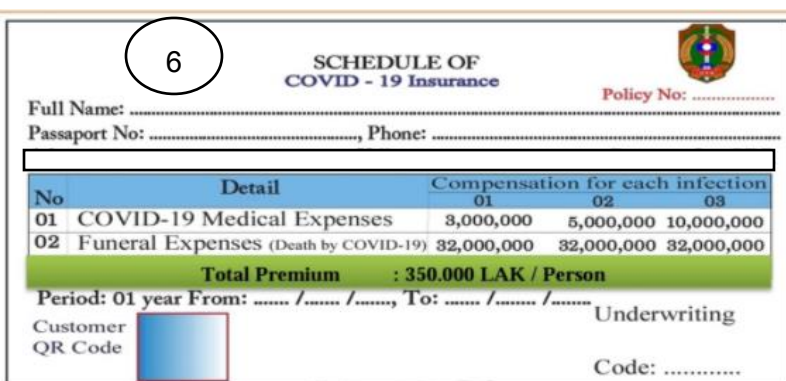 6
SCHEDULE OF
COVID - 19 Insurance
Policy No: .................
Full Name: ..............................................................................
Passaport No: ........................................, Phone: ....................................................
No Detail Compensation for each infection
01 02 03
01 COVID-19 Medical Expenses 3,000,000 5,000,000 10,000,000
02 Funeral Expenses (Death by COVID-19) 32,000,000 32,000,000 32,000,000
Total Premium : 350.000 LAK / Person
Period: 01 year From: ....... /....... /......., To: ....... /........ /........
Underwriting
Customer
QR Code
Code: ............